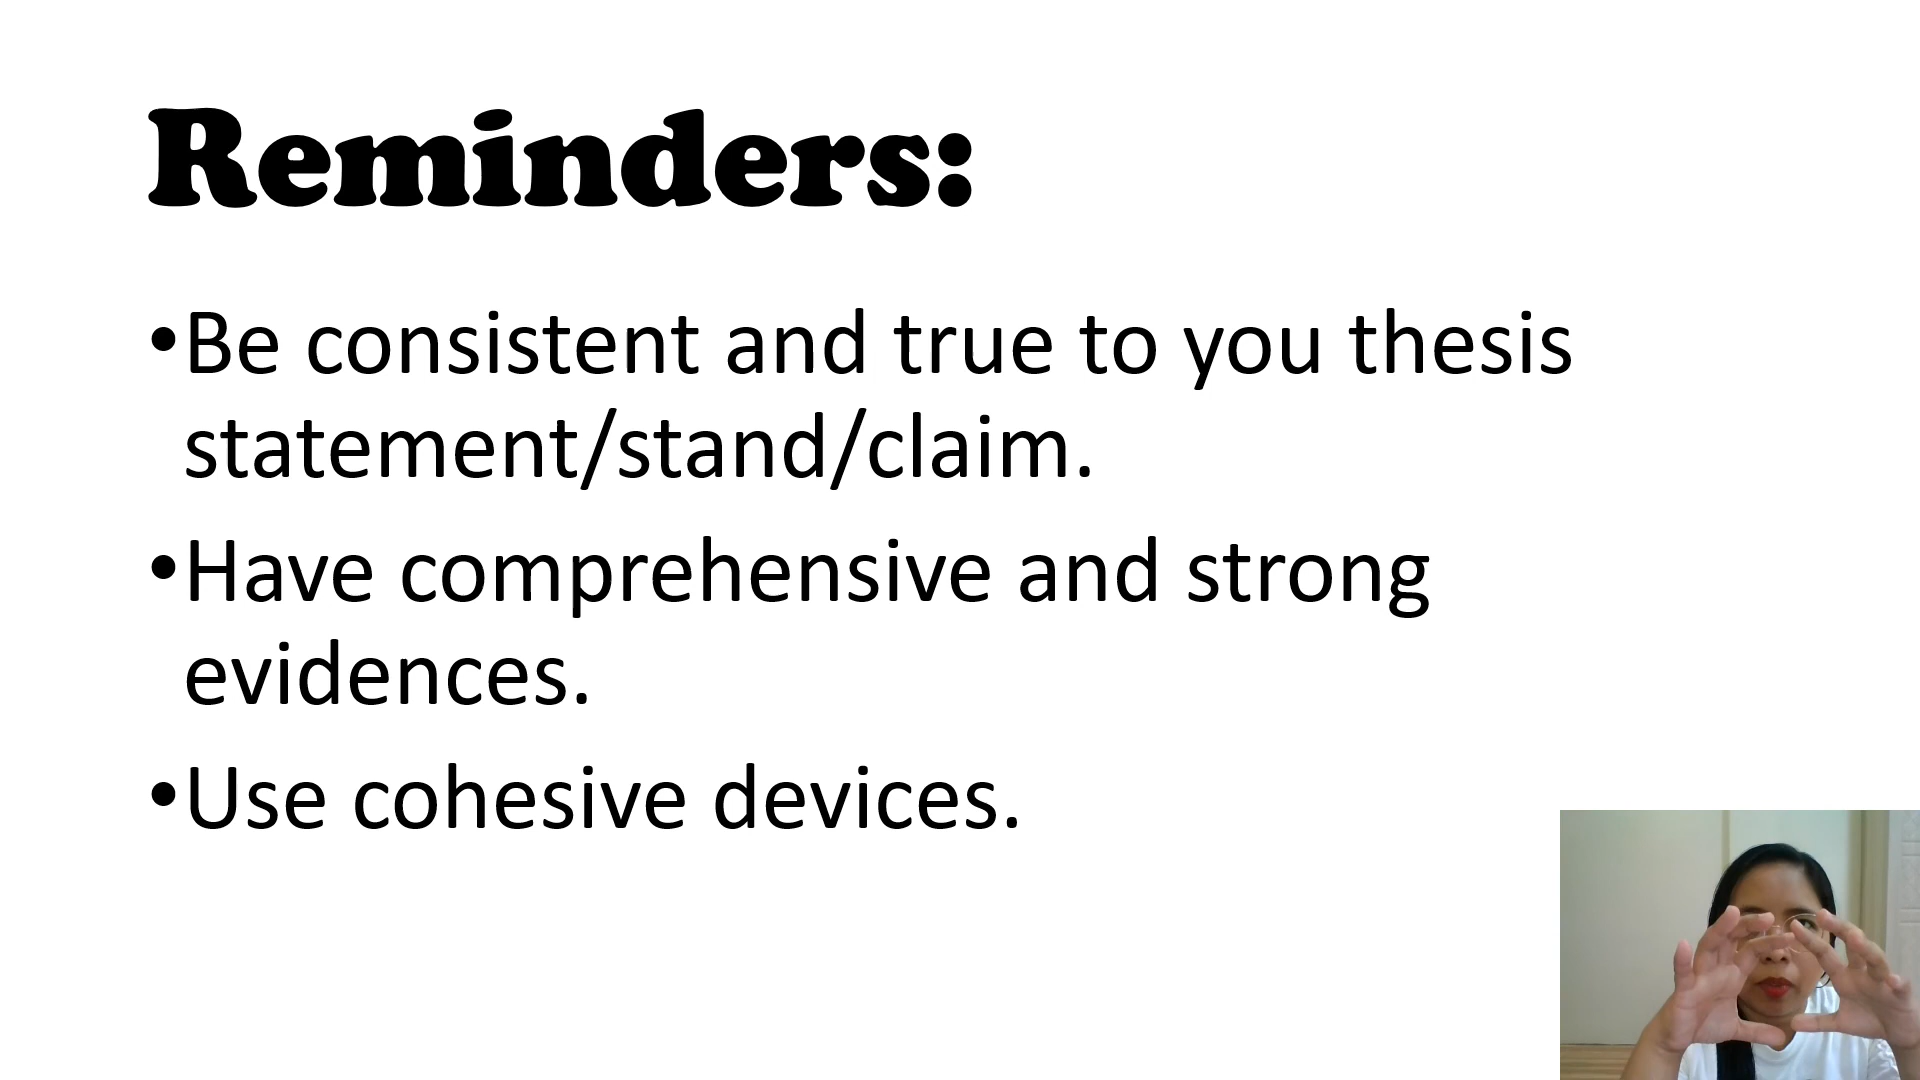 Reminders:
•Be consistent and true to you thesis
statement/stand/claim.
•Have comprehensive and strong
evidences.
•Use cohesive devices.